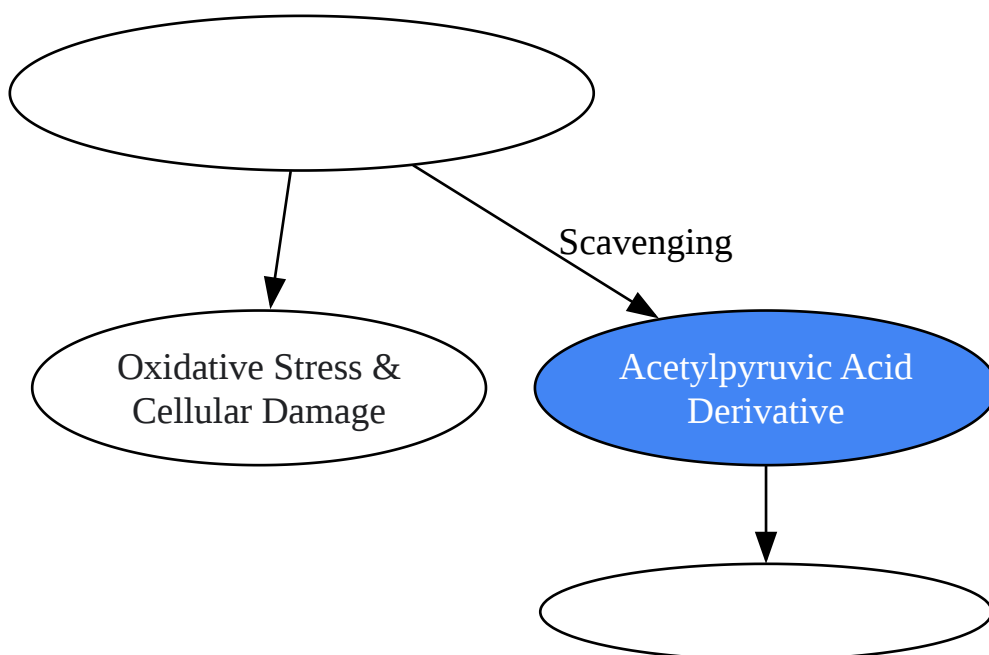 Scavenging
Oxidative Stress &
Cellular Damage
Acetylpyruvic Acid
Derivative